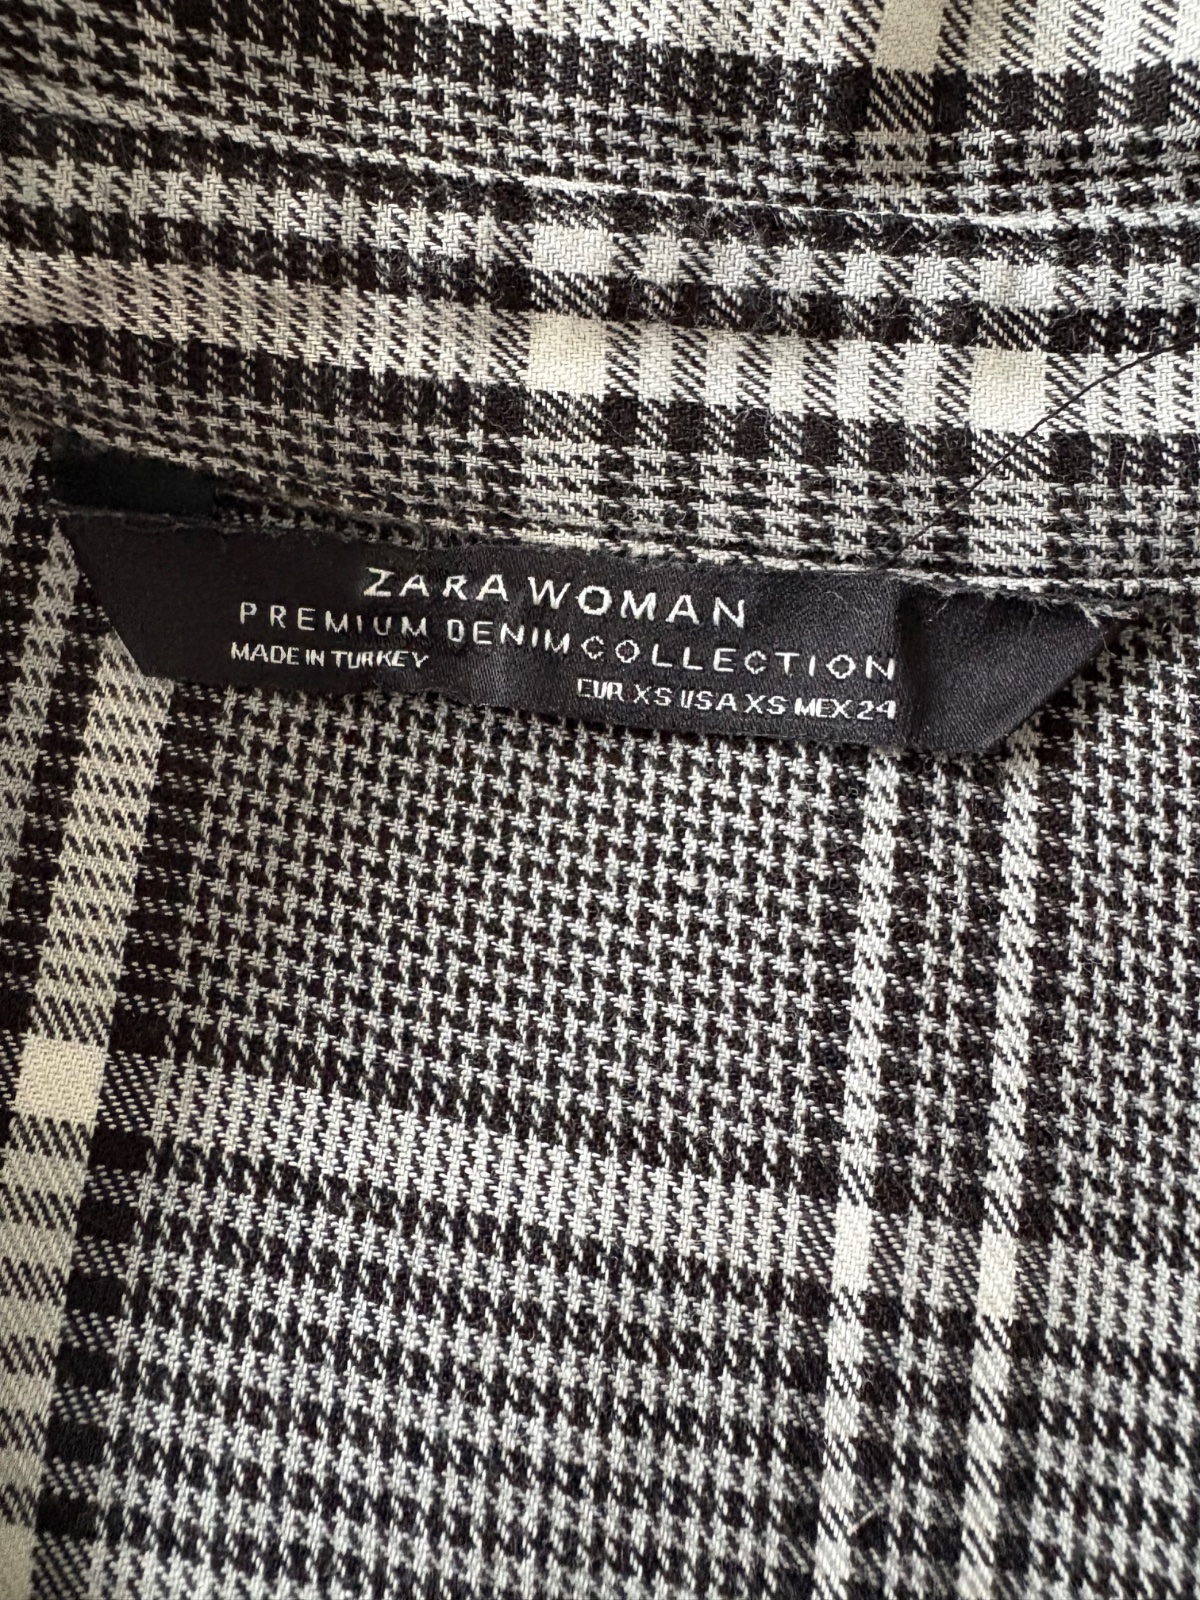 ZARA WOMAN
PREMIUM DENIM COLLECTION
MADE IN TURKEY
EUR XS USA XS MEX 24